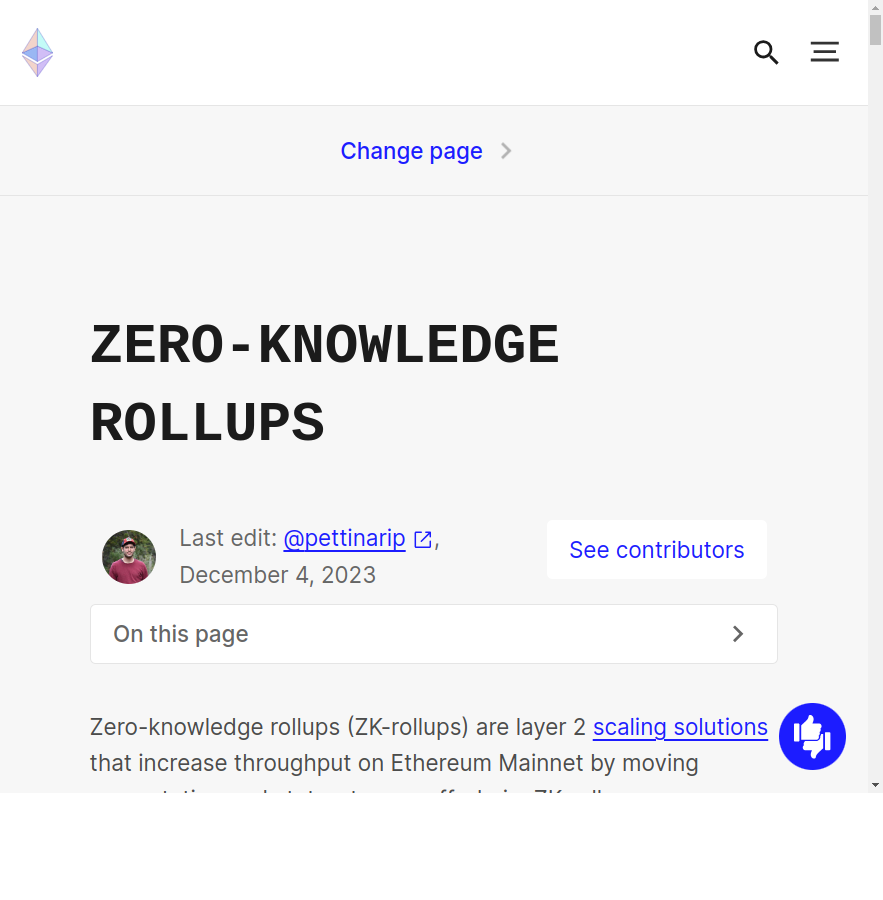 Change page
ZERO-KNOWLEDGE
ROLLUPS
Last edit: @pettinarip ,
December 4, 2023
See contributors
On this page
Zero-knowledge rollups (ZK-rollups) are layer 2 scaling solutions
that increase throughput on Ethereum Mainnet by moving